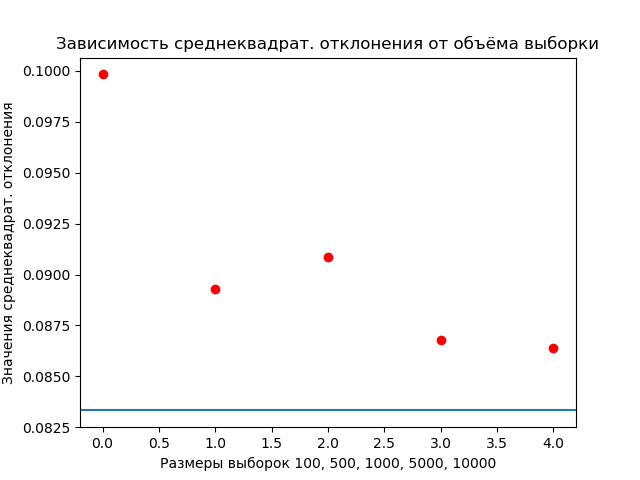 Зависимость среднеквадрат. отклонения от объёма выборки
Значения среднеквадрат. отклонения
0.1000
0.0975
0.0950
0.0925
0.0900
0.0875
0.0850
0.0825
0.0 0.5 1.0 1.5 2.0 2.5 3.0 3.5 4.0
Размеры выборок 100, 500, 1000, 5000, 10000